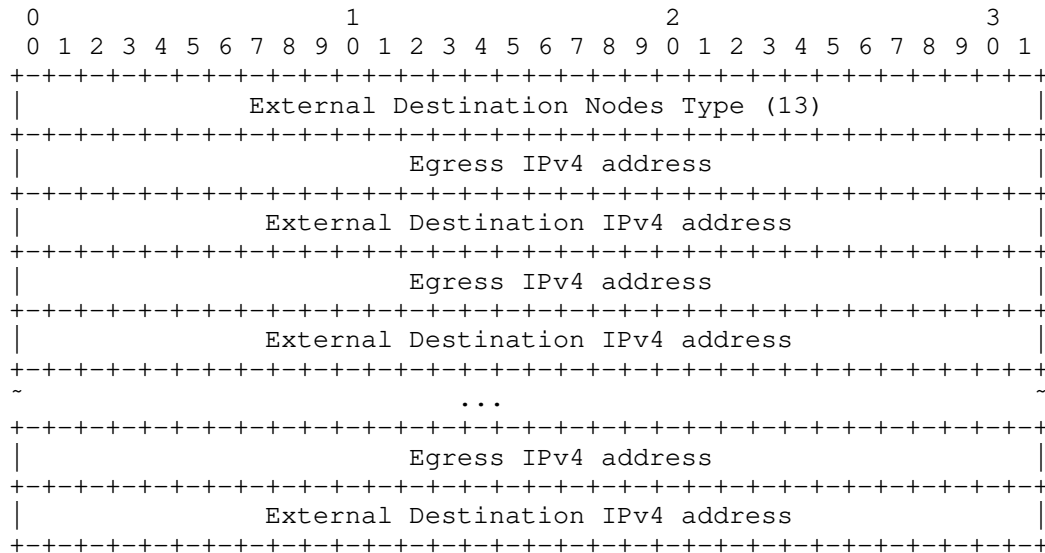 0                   1                   2                   3
 0 1 2 3 4 5 6 7 8 9 0 1 2 3 4 5 6 7 8 9 0 1 2 3 4 5 6 7 8 9 0 1
+-+-+-+-+-+-+-+-+-+-+-+-+-+-+-+-+-+-+-+-+-+-+-+-+-+-+-+-+-+-+-+-+
|              External Destination Nodes Type (13)             |
+-+-+-+-+-+-+-+-+-+-+-+-+-+-+-+-+-+-+-+-+-+-+-+-+-+-+-+-+-+-+-+-+
|                        Egress IPv4 address                    |
+-+-+-+-+-+-+-+-+-+-+-+-+-+-+-+-+-+-+-+-+-+-+-+-+-+-+-+-+-+-+-+-+
|               External Destination IPv4 address               |
+-+-+-+-+-+-+-+-+-+-+-+-+-+-+-+-+-+-+-+-+-+-+-+-+-+-+-+-+-+-+-+-+
|                        Egress IPv4 address                    |
+-+-+-+-+-+-+-+-+-+-+-+-+-+-+-+-+-+-+-+-+-+-+-+-+-+-+-+-+-+-+-+-+
|               External Destination IPv4 address               |
+-+-+-+-+-+-+-+-+-+-+-+-+-+-+-+-+-+-+-+-+-+-+-+-+-+-+-+-+-+-+-+-+
~                           ...                                 ~
+-+-+-+-+-+-+-+-+-+-+-+-+-+-+-+-+-+-+-+-+-+-+-+-+-+-+-+-+-+-+-+-+
|                        Egress IPv4 address                    |
+-+-+-+-+-+-+-+-+-+-+-+-+-+-+-+-+-+-+-+-+-+-+-+-+-+-+-+-+-+-+-+-+
|               External Destination IPv4 address               |
+-+-+-+-+-+-+-+-+-+-+-+-+-+-+-+-+-+-+-+-+-+-+-+-+-+-+-+-+-+-+-+-+